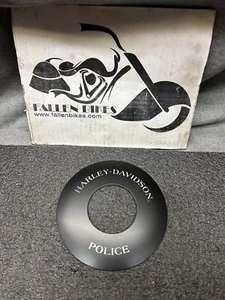 FALLEN BIKES
www.fallenbikes.com
HARLEY-DAVIDSON
POLICE